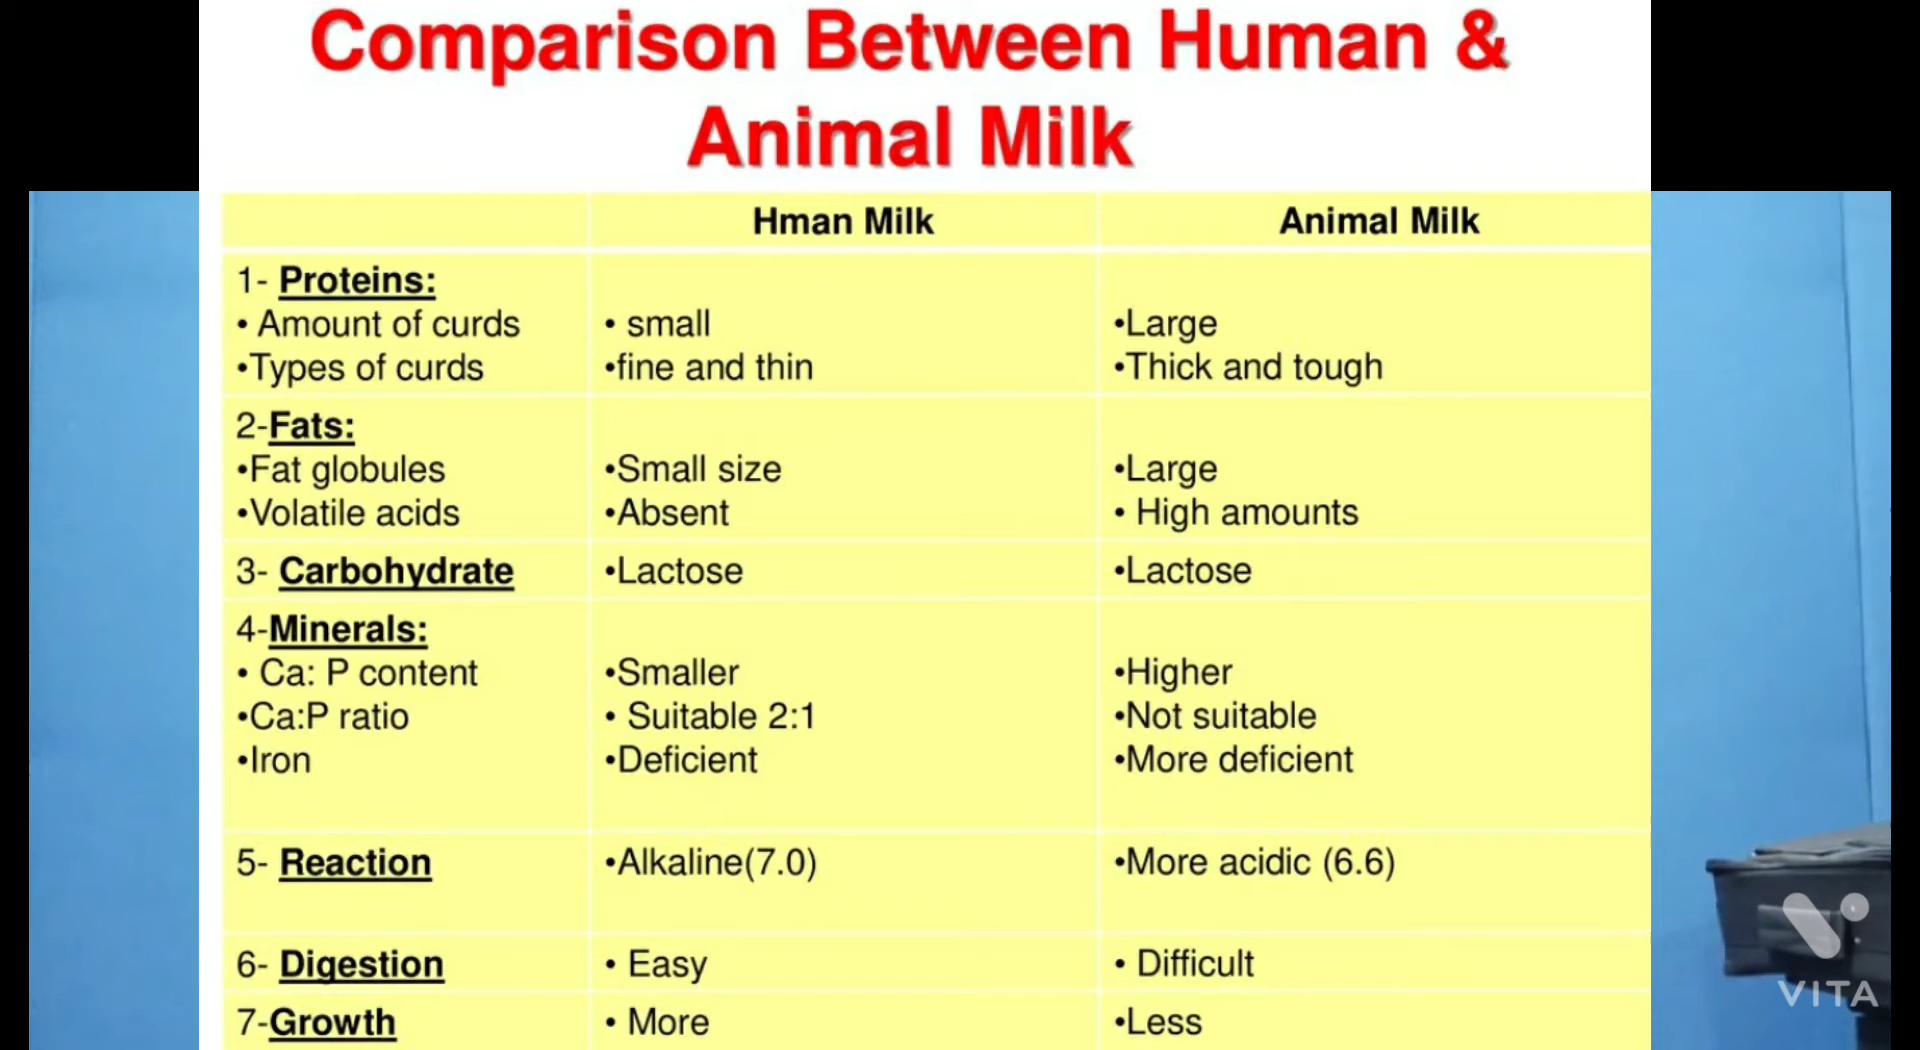 Comparison Between Human &
Animal Milk
Hman Milk Animal Milk
1- Proteins:
• Amount of curds • small •Large
•Types of curds •fine and thin •Thick and tough
2-Fats:
•Fat globules •Small size •Large
•Volatile acids •Absent • High amounts
3- Carbohydrate •Lactose •Lactose
4-Minerals:
• Ca: P content •Smaller •Higher
•Ca:P ratio • Suitable 2:1 •Not suitable
•Iron •Deficient •More deficient
5- Reaction •Alkaline(7.0) •More acidic (6.6)
6- Digestion • Easy • Difficult
7-Growth • More •Less
VITA